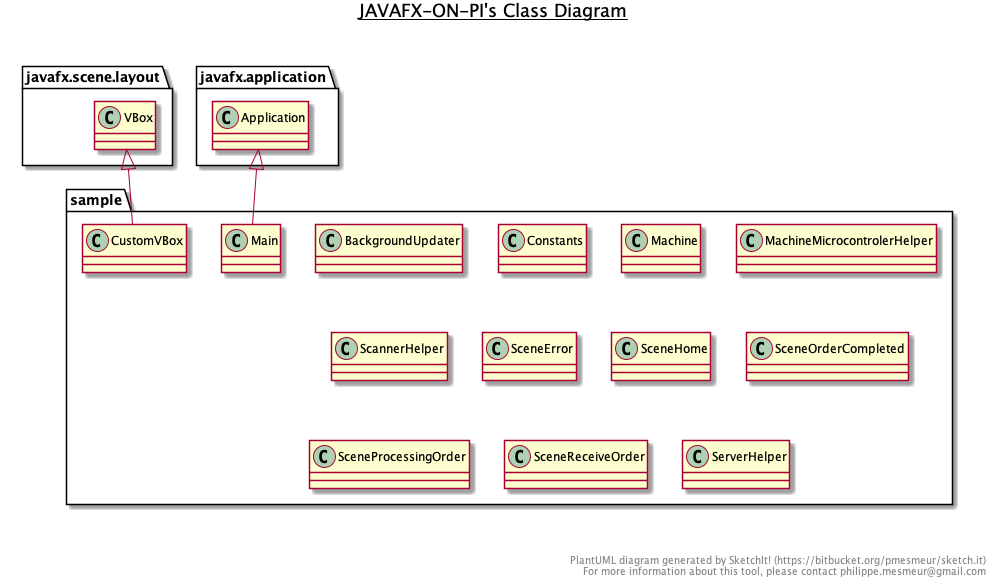 JAVAFX-ON-PI's Class Diagram
javafx.scene.layout
javafx.application
C VBox
C Application
sample
C CustomVBox
C Main
C BackgroundUpdater
C Constants
C Machine
C MachineMicrocontrolerHelper
C ScannerHelper
C SceneError
C SceneHome
C SceneOrderCompleted
C SceneProcessingOrder
C SceneReceiveOrder
C ServerHelper
PlantUML diagram generated by SketchIt! (https://bitbucket.org/pmesmeur/sketch.it)
For more information about this tool, please contact philippe.mesmeur@gmail.com